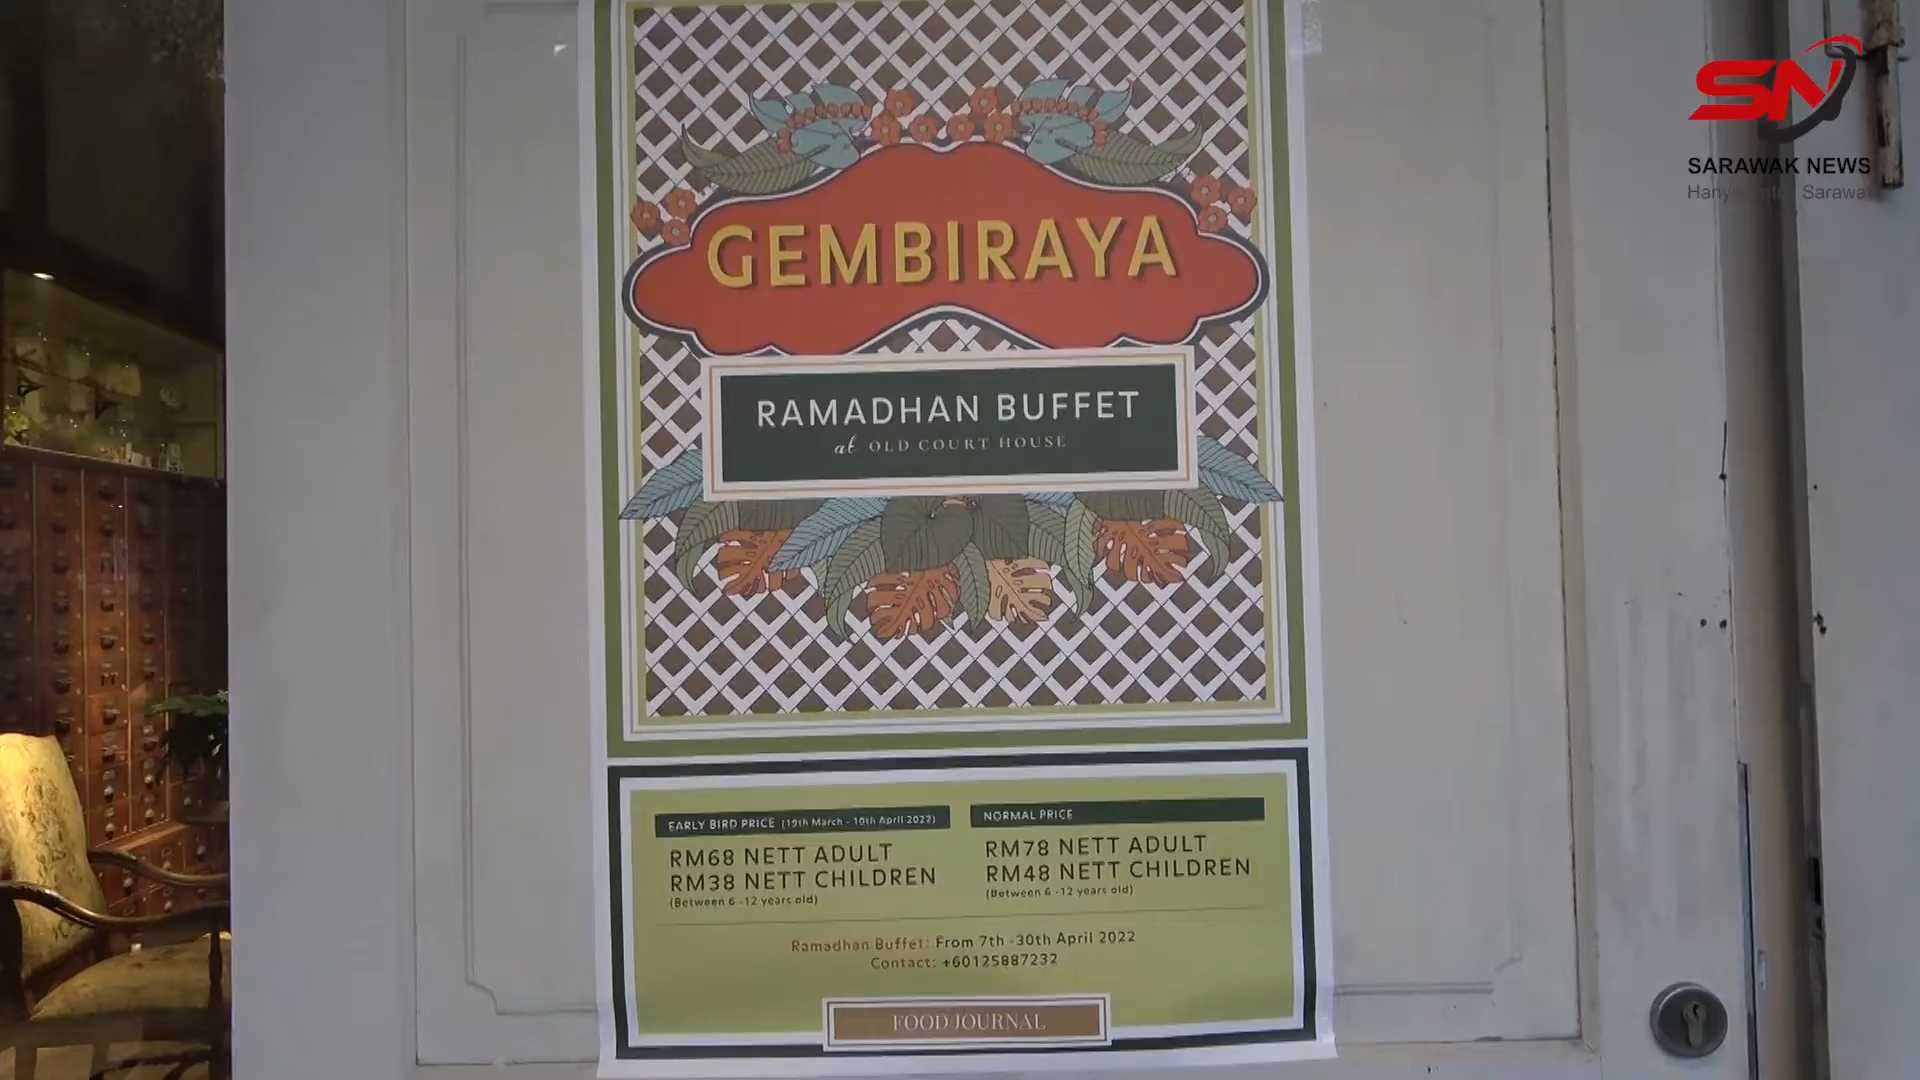 SN
SARAWAK NEWS
GEMBIRAYA
RAMADHAN BUFFET
at OLD COURT HOUSE
EARLY BIRD PRICE (19th March - 10th April 2022)
RM68 NETT ADULT
RM38 NETT CHILDREN
(Between 6 -12 years old)
NORMAL PRICE
RM78 NETT ADULT
RM48 NETT CHILDREN
(Between 6 -12 years old)
Ramadhan Buffet: From 7th -30th April 2022
Contact: +60125887232
FOOD JOURNAL